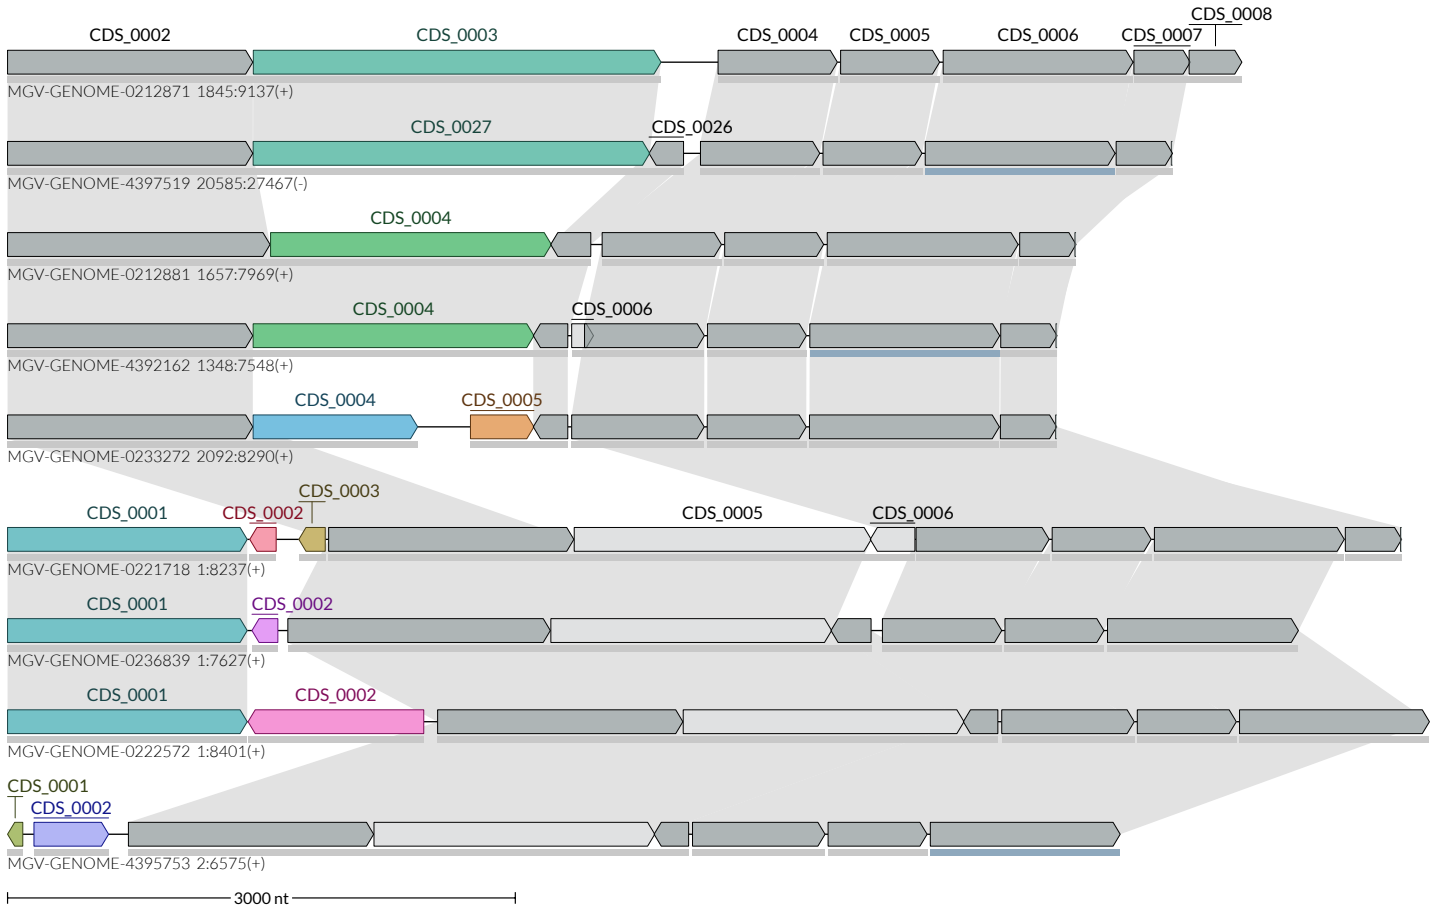 CDS_0008
CDS_0002 CDS_0003 CDS_0004 CDS_0005 CDS_0006 CDS_0007
MGV-GENOME-0212871 1845:9137(+)
CDS_0027 CDS_0026
MGV-GENOME-4397519 20585:27467(-)
CDS_0004
MGV-GENOME-0212881 1657:7969(+)
CDS_0004 CDS_0006
MGV-GENOME-4392162 1348:7548(+)
CDS_0004 CDS_0005
MGV-GENOME-0233272 2092:8290(+)
CDS_0003
CDS_0001 CDS_0002 CDS_0005 CDS_0006
MGV-GENOME-0221718 1:8237(+)
CDS_0001 CDS_0002
MGV-GENOME-0236839 1:7627(+)
CDS_0001 CDS_0002
MGV-GENOME-0222572 1:8401(+)
CDS_0001
CDS_0002
MGV-GENOME-4395753 2:6575(+)
3000 nt